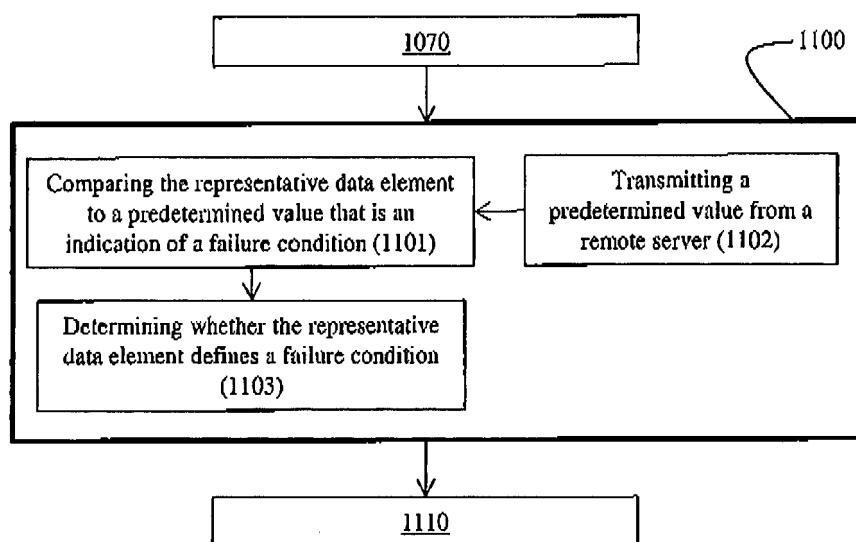 1070
1100
Comparing the representative data element
to a predetermined value that is an
indication of a failure condition (1101)
Transmitting a
predetermined value from a
remote server (1102)
Determining whether the representative
data element defines a failure condition
(1103)
1110